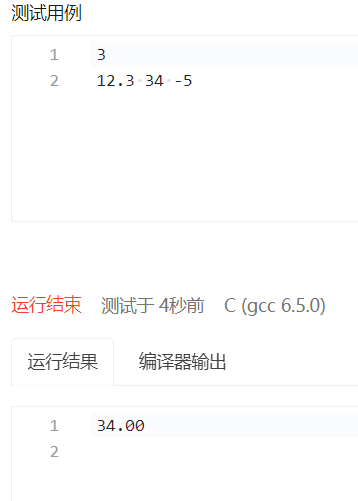 测试用例
1 3
2 12.3 34 -5
运行结束 测试于 4秒前 C (gcc 6.5.0)
运行结果 编译器输出
1 34.00
2